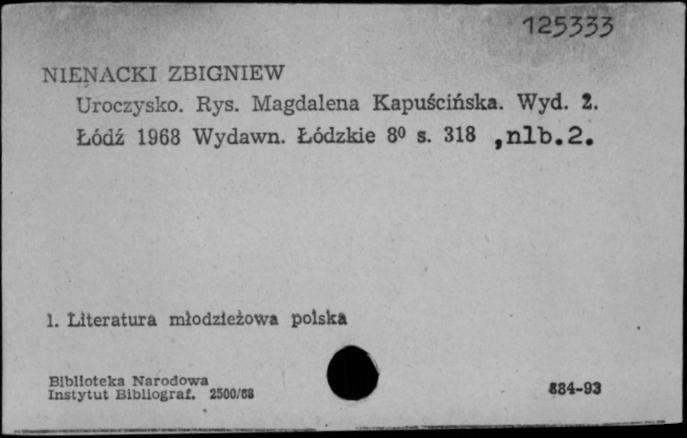 125333
NIENACKI ZBIGNIEW
Uroczysko. Rys. Magdalena Kapuścińska. Wyd. 2.
Łódź 1968 Wydawn. Łódzkie 8⁰ s. 318 ,nlb.2.
1. Literatura młodzieżowa polska
Biblioteka Narodowa
Instytut Bibliograf. 2500/68
884-93